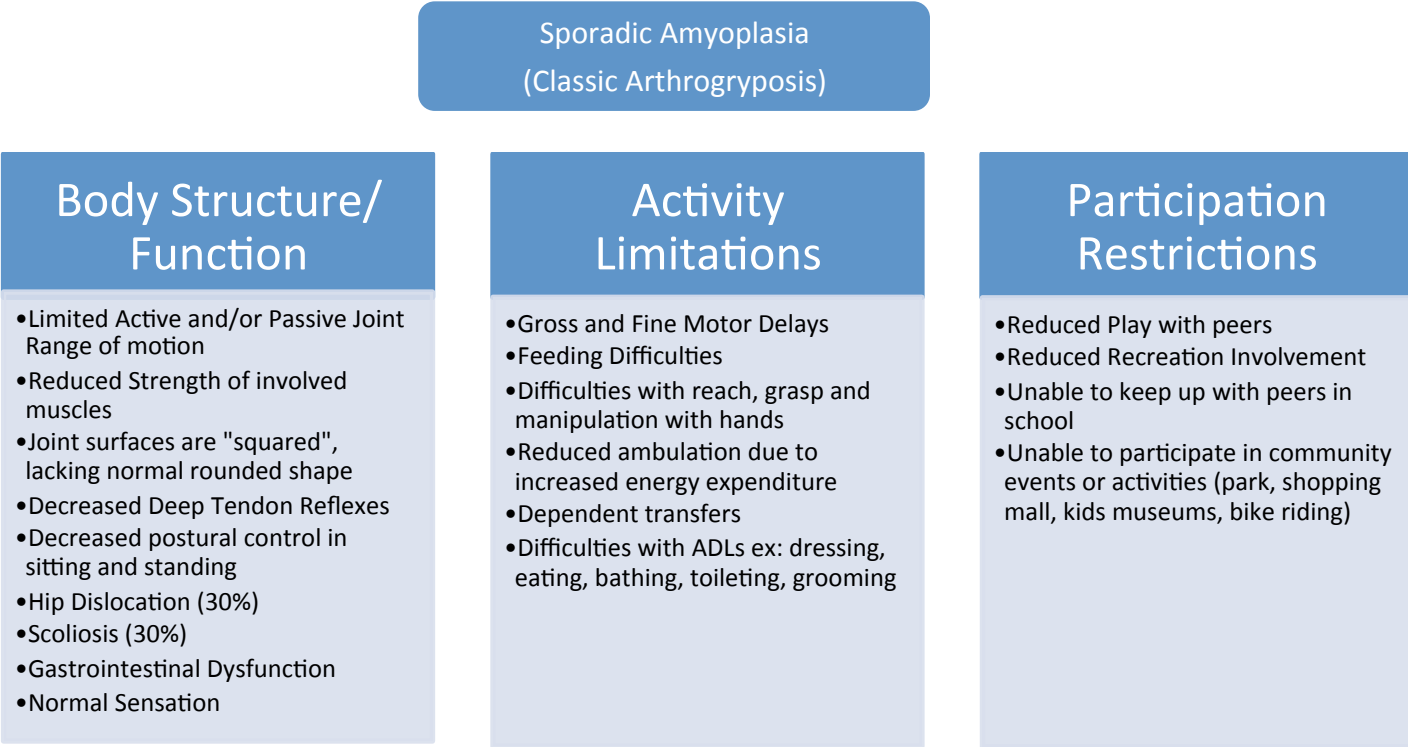 Sporadic Amyoplasia
(Classic Arthrogryposis)
Body Structure/
Function
•Limited Active and/or Passive Joint
Range of motion
•Reduced Strength of involved
muscles
•Joint surfaces are "squared",
lacking normal rounded shape
•Decreased Deep Tendon Reflexes
•Decreased postural control in
sitting and standing
•Hip Dislocation (30%)
•Scoliosis (30%)
•Gastrointestinal Dysfunction
•Normal Sensation
Activity
Limitations
•Gross and Fine Motor Delays
•Feeding Difficulties
•Difficulties with reach, grasp and
manipulation with hands
•Reduced ambulation due to
increased energy expenditure
•Dependent transfers
•Difficulties with ADLs ex: dressing,
eating, bathing, toileting, grooming
Participation
Restrictions
•Reduced Play with peers
•Reduced Recreation Involvement
•Unable to keep up with peers in
school
•Unable to participate in community
events or activities (park, shopping
mall, kids museums, bike riding)